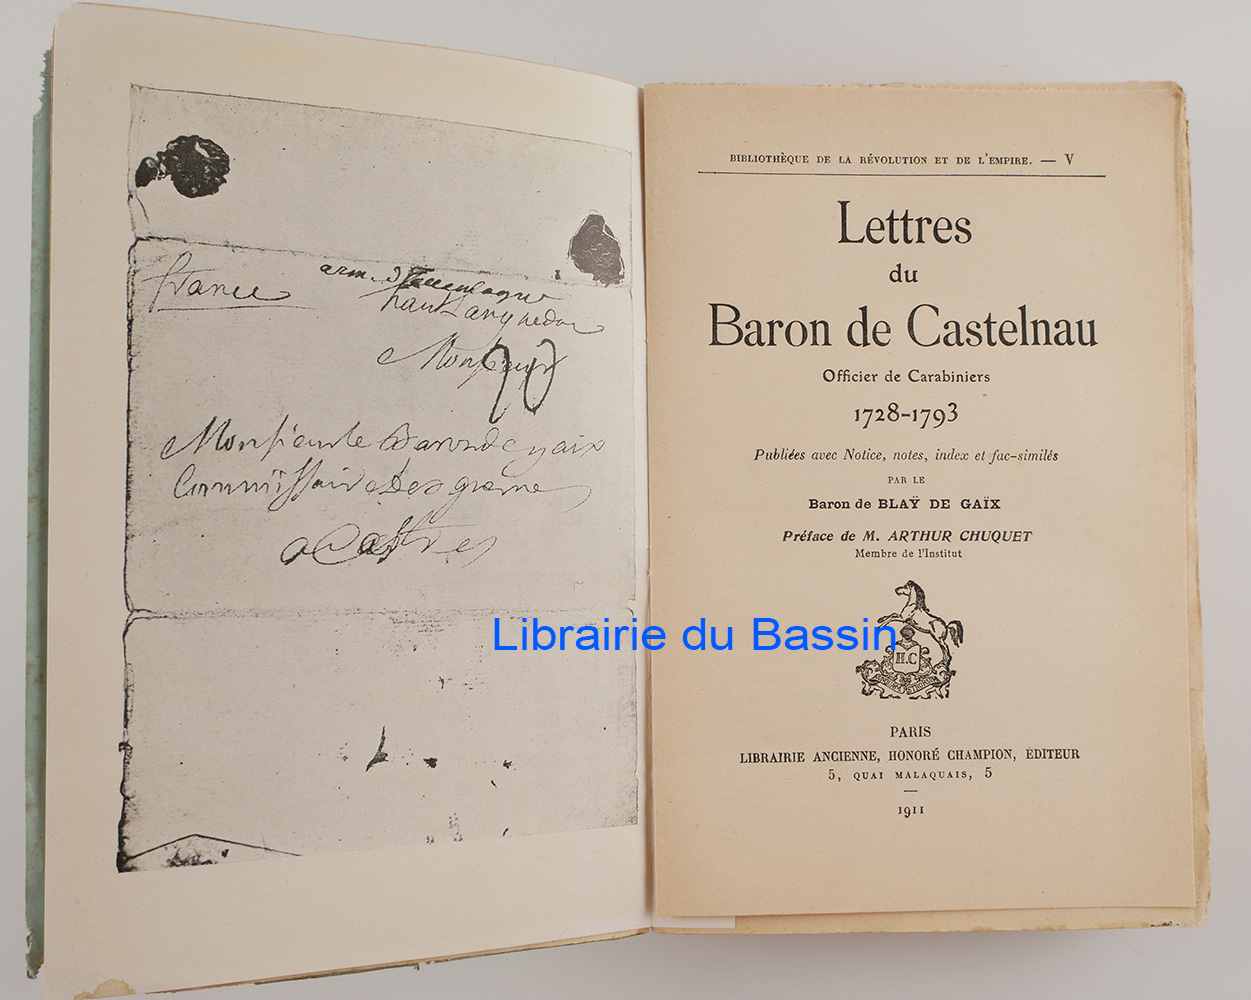 france
arm. d'allemagne
haut Languedoc
Monsieur
Monsieur le Baron de gaix
Commissaire des guerres
a Castres
BIBLIOTHÈQUE DE LA RÉVOLUTION ET DE L'EMPIRE. — V
Lettres
du
Baron de Castelnau
Officier de Carabiniers
1728-1793
Publiées avec Notice, notes, index et fac-similés
PAR LE
Baron de BLAŸ DE GAÏX
Préface de M. ARTHUR CHUQUET
Membre de l'Institut
Librairie du Bassin
H.C
PARIS
LIBRAIRIE ANCIENNE, HONORÉ CHAMPION, ÉDITEUR
5, QUAI MALAQUAIS, 5
1911